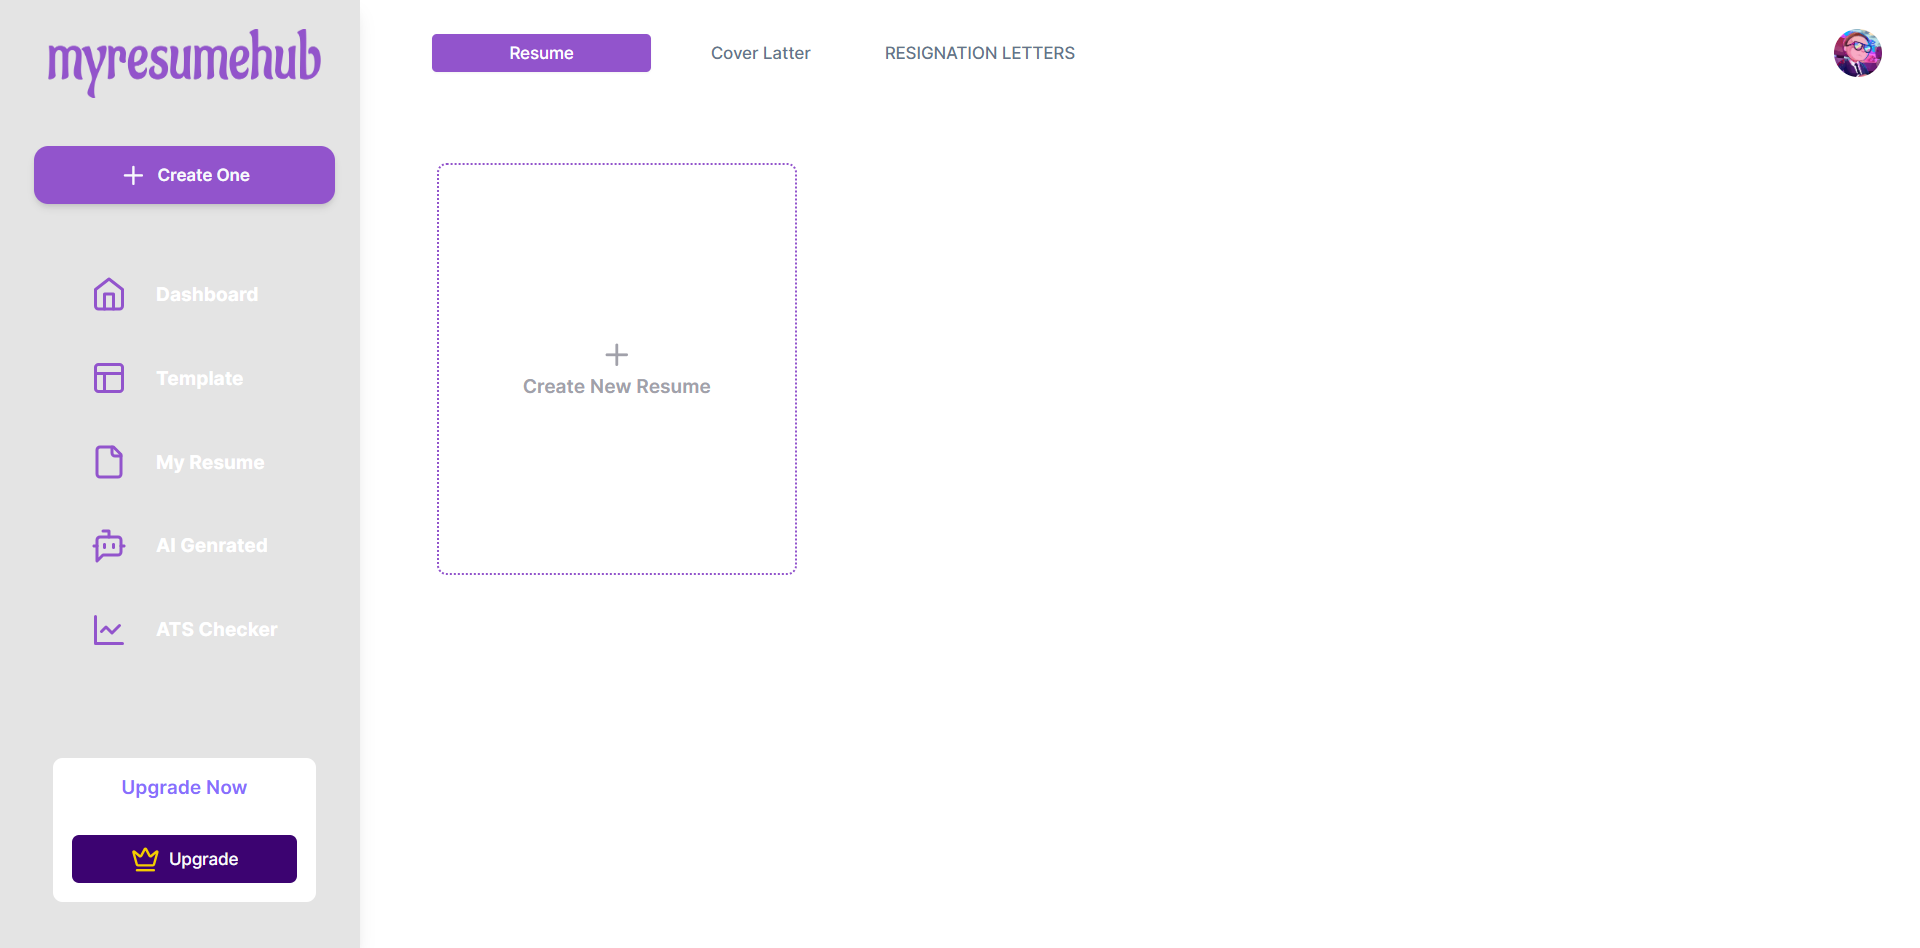 myresumehub
Create One
Dashboard
Template
My Resume
AI Genrated
ATS Checker
Upgrade Now
Upgrade
Resume
Cover Latter
RESIGNATION LETTERS
Create New Resume